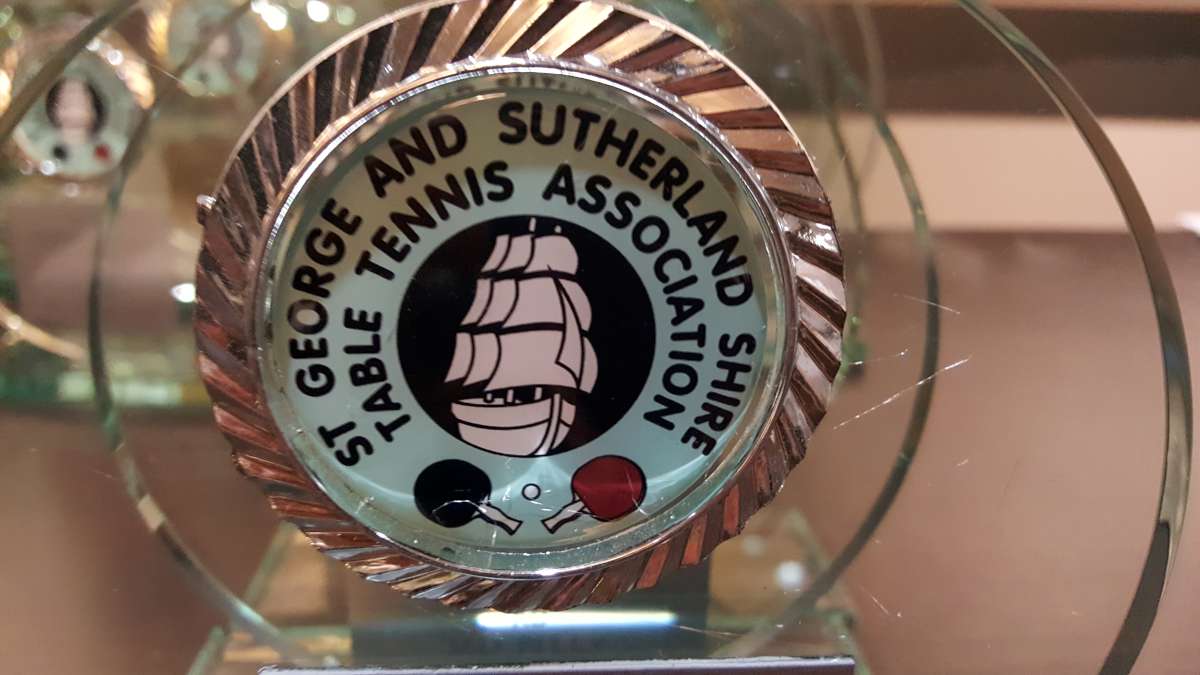 ST GEORGE AND SUTHERLAND SHIRE
TABLE TENNIS ASSOCIATION